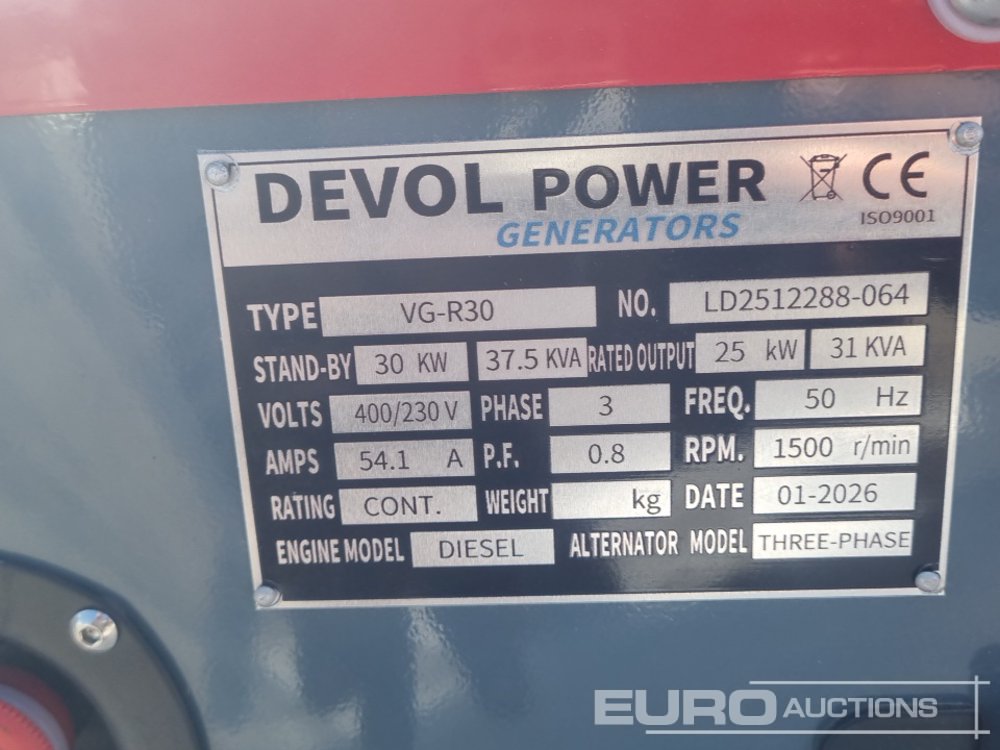 DEVOL POWER CE
GENERATORS ISO9001
TYPE VG-R30 NO. LD2512288-064
STAND-BY 30 KW 37.5 KVA RATED OUTPUT 25 kW 31 KVA
VOLTS 400/230 V PHASE 3 FREQ. 50 Hz
AMPS 54.1 A P.F. 0.8 RPM. 1500 r/min
RATING CONT. WEIGHT kg DATE 01-2026
ENGINE MODEL DIESEL ALTERNATOR MODEL THREE-PHASE
EURO AUCTIONS